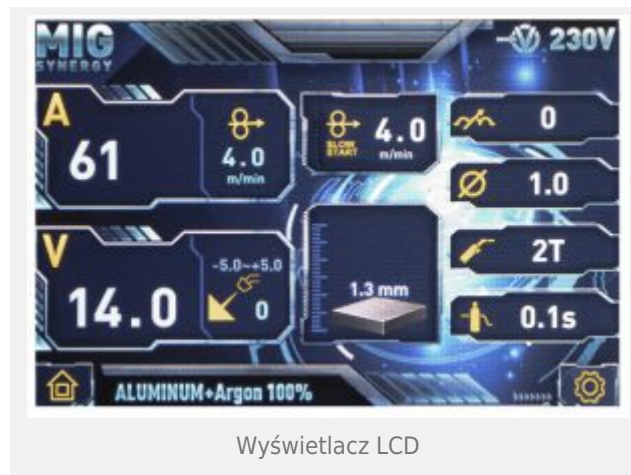 MIG
SYNERGY
230V
A
61
4.0
m/min
SLOW
START
4.0
m/min
0
1.0
2T
0.1s
V
14.0
-5.0~+5.0
0
1.3 mm
ALUMINUM+Argon 100%
Wyświetlacz LCD